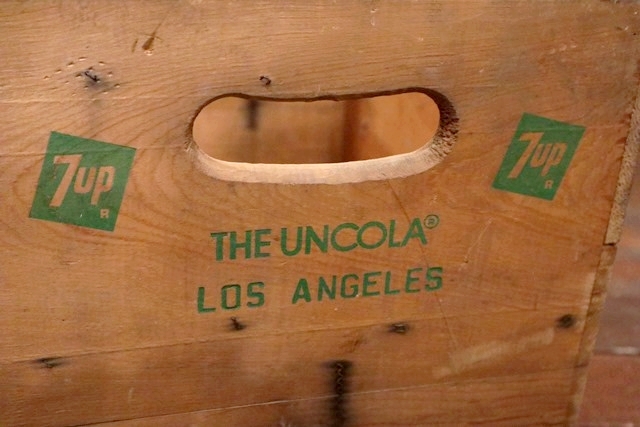 7up ®
7up ®
THE UNCOLA®
LOS ANGELES